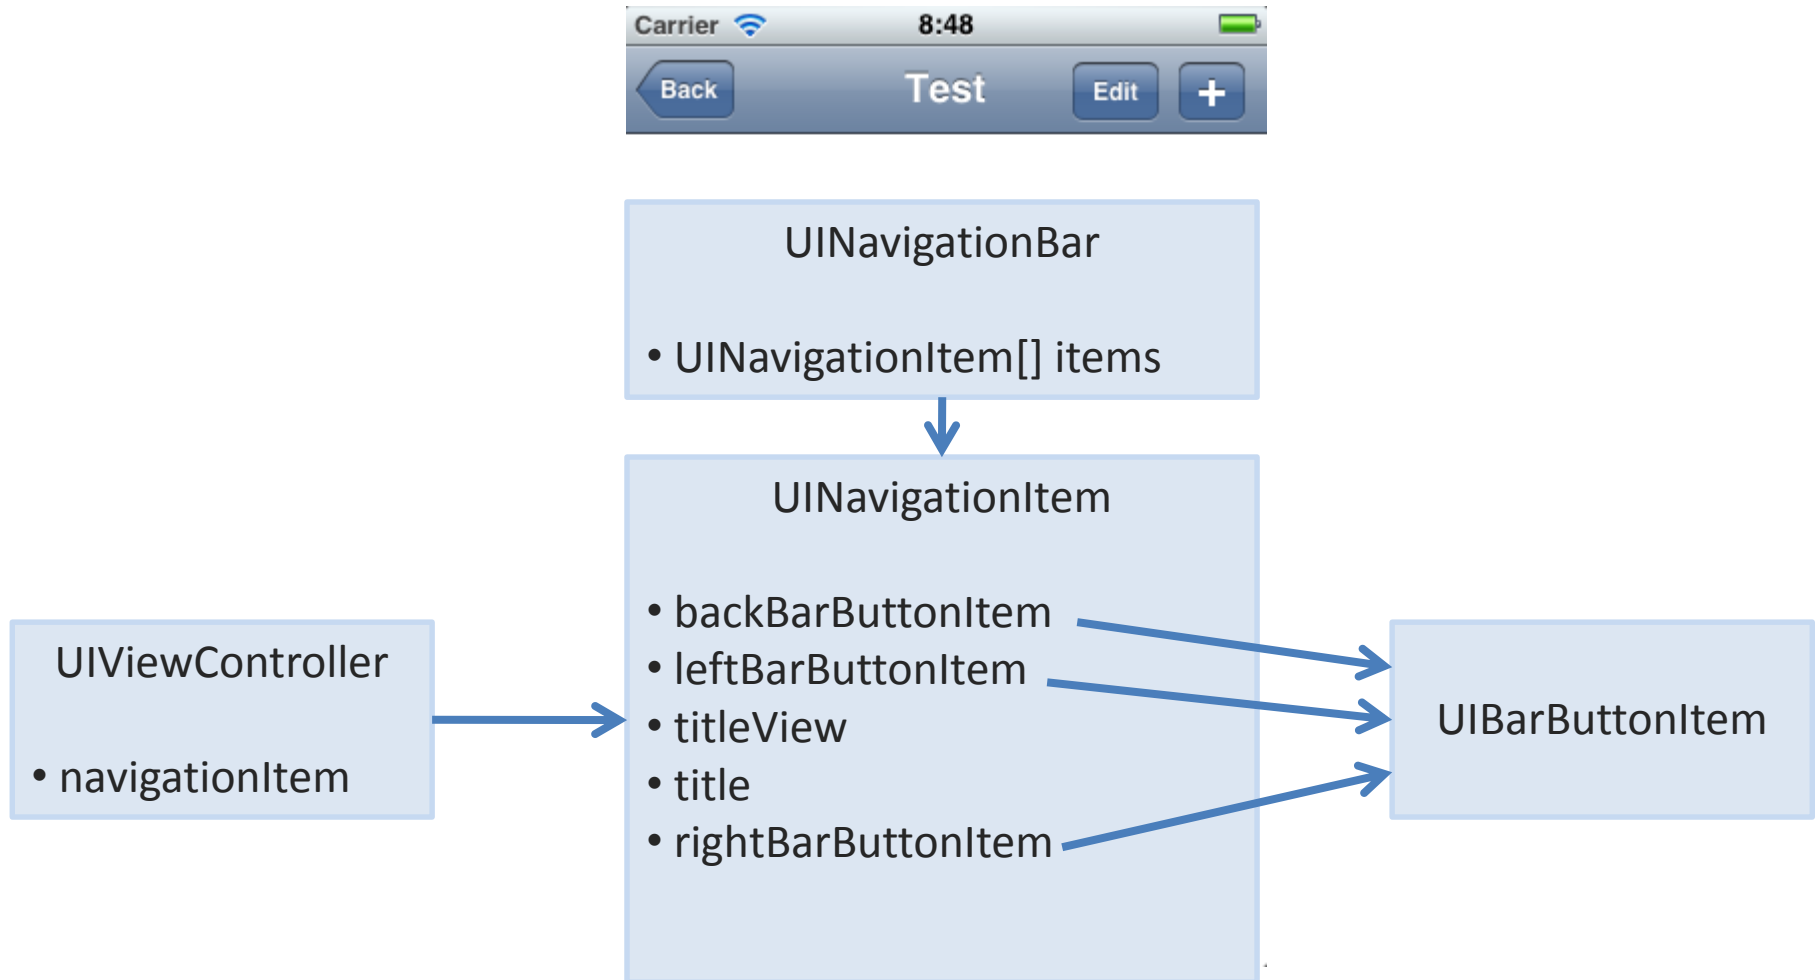 Carrier 8:48
Back Test Edit +
UINavigationBar
• UINavigationItem[] items
UINavigationItem
• backBarButtonItem
• leftBarButtonItem
• titleView
• title
• rightBarButtonItem
UIViewController
• navigationItem
UIBarButtonItem